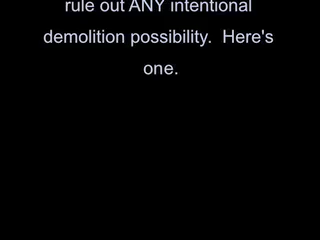 rule out ANY intentional
demolition possibility.  Here's
one.